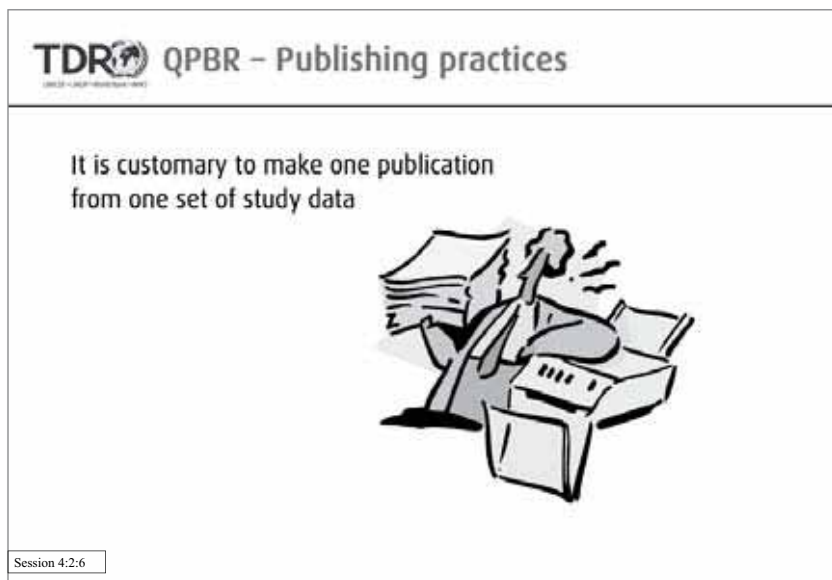 TDR QPBR – Publishing practices
It is customary to make one publication
from one set of study data
Session 4:2:6